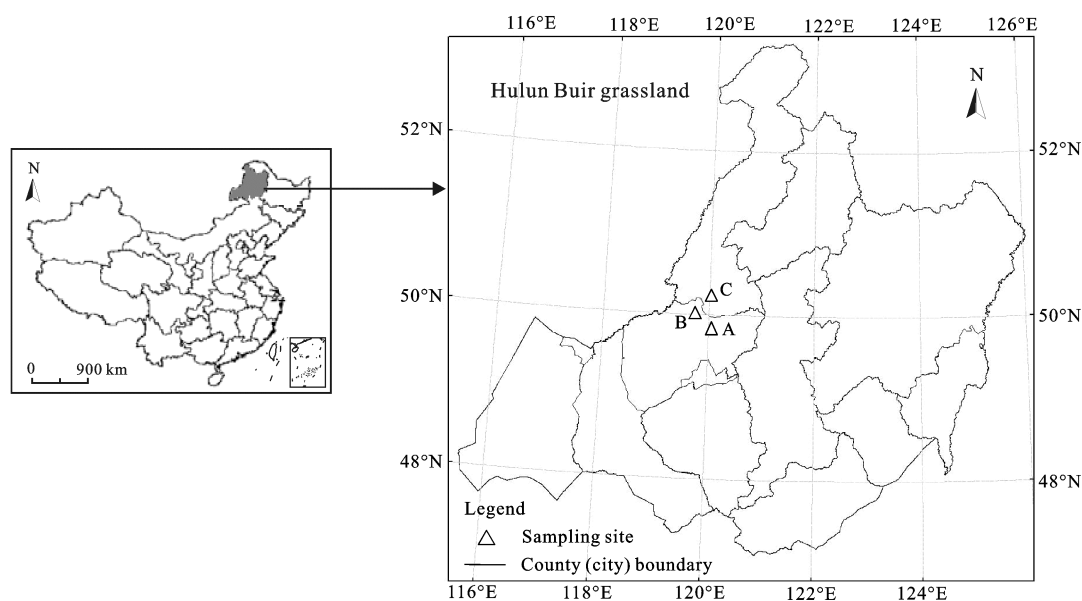 116°E 118°E 120°E 122°E 124°E 126°E
Hulun Buir grassland
N
52°N
52°N
N
C
50°N
B
A
50°N
0 900 km
48°N
48°N
Legend
Sampling site
County (city) boundary
116°E 118°E 120°E 122°E 124°E